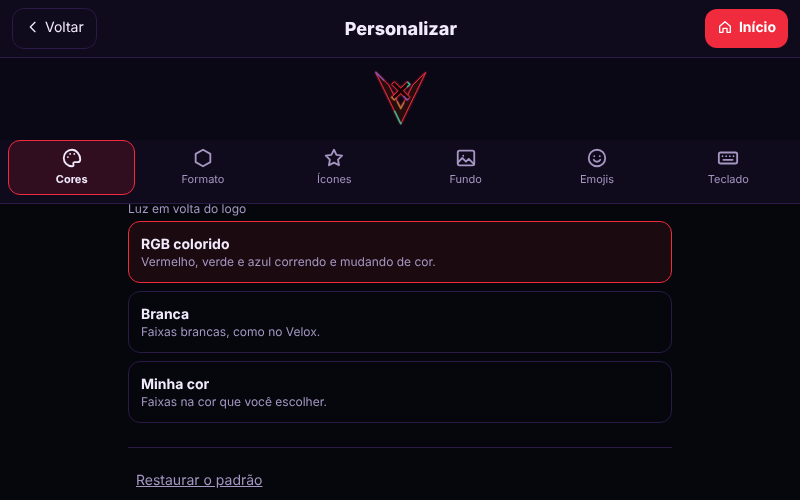 Voltar
Personalizar
Início
Cores
Formato
Ícones
Fundo
Emojis
Teclado
Luz em volta do logo
RGB colorido
Vermelho, verde e azul correndo e mudando de cor.
Branca
Faixas brancas, como no Velox.
Minha cor
Faixas na cor que você escolher.
Restaurar o padrão